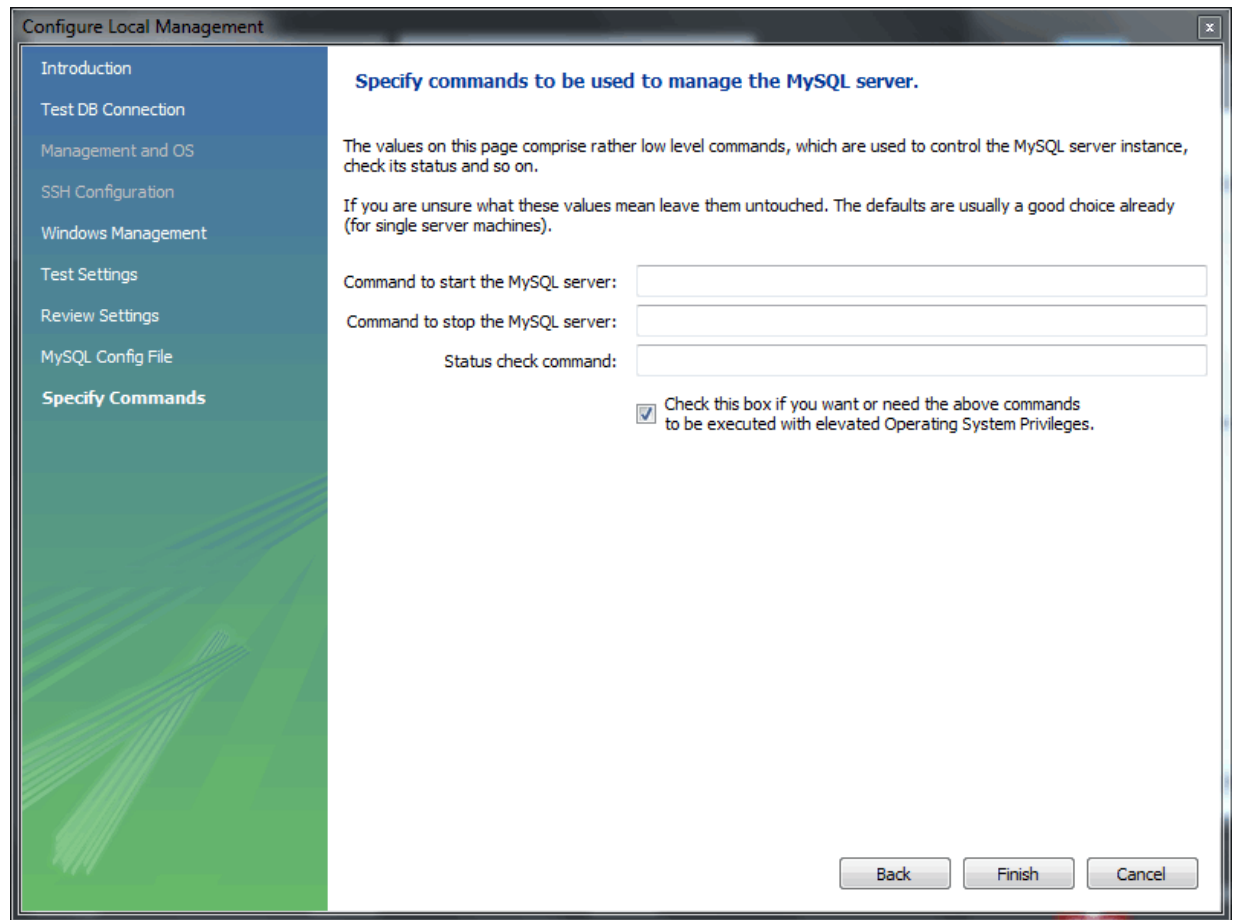 Configure Local Management
Introduction
Test DB Connection
Management and OS
SSH Configuration
Windows Management
Test Settings
Review Settings
MySQL Config File
Specify Commands
Specify commands to be used to manage the MySQL server.
The values on this page comprise rather low level commands, which are used to control the MySQL server instance,
check its status and so on.
If you are unsure what these values mean leave them untouched. The defaults are usually a good choice already
(for single server machines).
Command to start the MySQL server:
Command to stop the MySQL server:
Status check command:
Check this box if you want or need the above commands
to be executed with elevated Operating System Privileges.
Back Finish Cancel